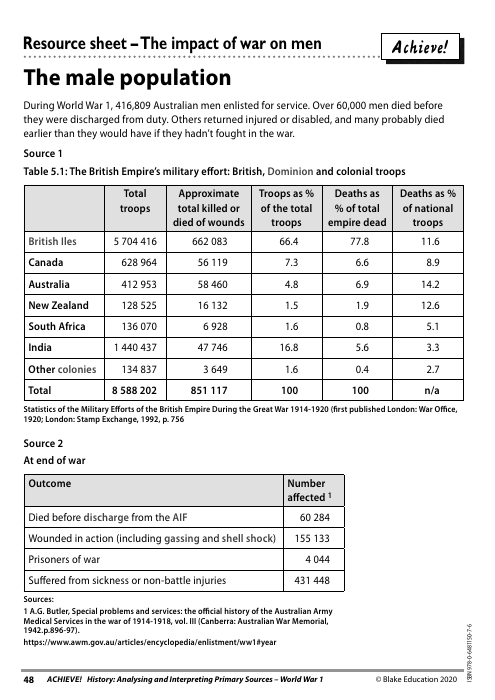 Resource sheet – The impact of war on men
Achieve!
The male population
During World War 1, 416,809 Australian men enlisted for service. Over 60,000 men died before
they were discharged from duty. Others returned injured or disabled, and many probably died
earlier than they would have if they hadn't fought in the war.
Source 1
Table 5.1: The British Empire's military effort: British, Dominion and colonial troops
Total troops | Approximate total killed or died of wounds | Troops as % of the total troops | Deaths as % of total empire dead | Deaths as % of national troops
British Iles 5 704 416 662 083 66.4 77.8 11.6
Canada 628 964 56 119 7.3 6.6 8.9
Australia 412 953 58 460 4.8 6.9 14.2
New Zealand 128 525 16 132 1.5 1.9 12.6
South Africa 136 070 6 928 1.6 0.8 5.1
India 1 440 437 47 746 16.8 5.6 3.3
Other colonies 134 837 3 649 1.6 0.4 2.7
Total 8 588 202 851 117 100 100 n/a
Statistics of the Military Efforts of the British Empire During the Great War 1914-1920 (first published London: War Office,
1920; London: Stamp Exchange, 1992, p. 756
Source 2
At end of war
Outcome Number
affected 1
Died before discharge from the AIF 60 284
Wounded in action (including gassing and shell shock) 155 133
Prisoners of war 4 044
Suffered from sickness or non-battle injuries 431 448
Sources:
1 A.G. Butler, Special problems and services: the official history of the Australian Army
Medical Services in the war of 1914-1918, vol. III (Canberra: Australian War Memorial,
1942.p.896-97).
https://www.awm.gov.au/articles/encyclopedia/enlistment/ww1#year
48 ACHIEVE! History: Analysing and Interpreting Primary Sources – World War 1
© Blake Education 2020
ISBN 978-0-6481150-7-6